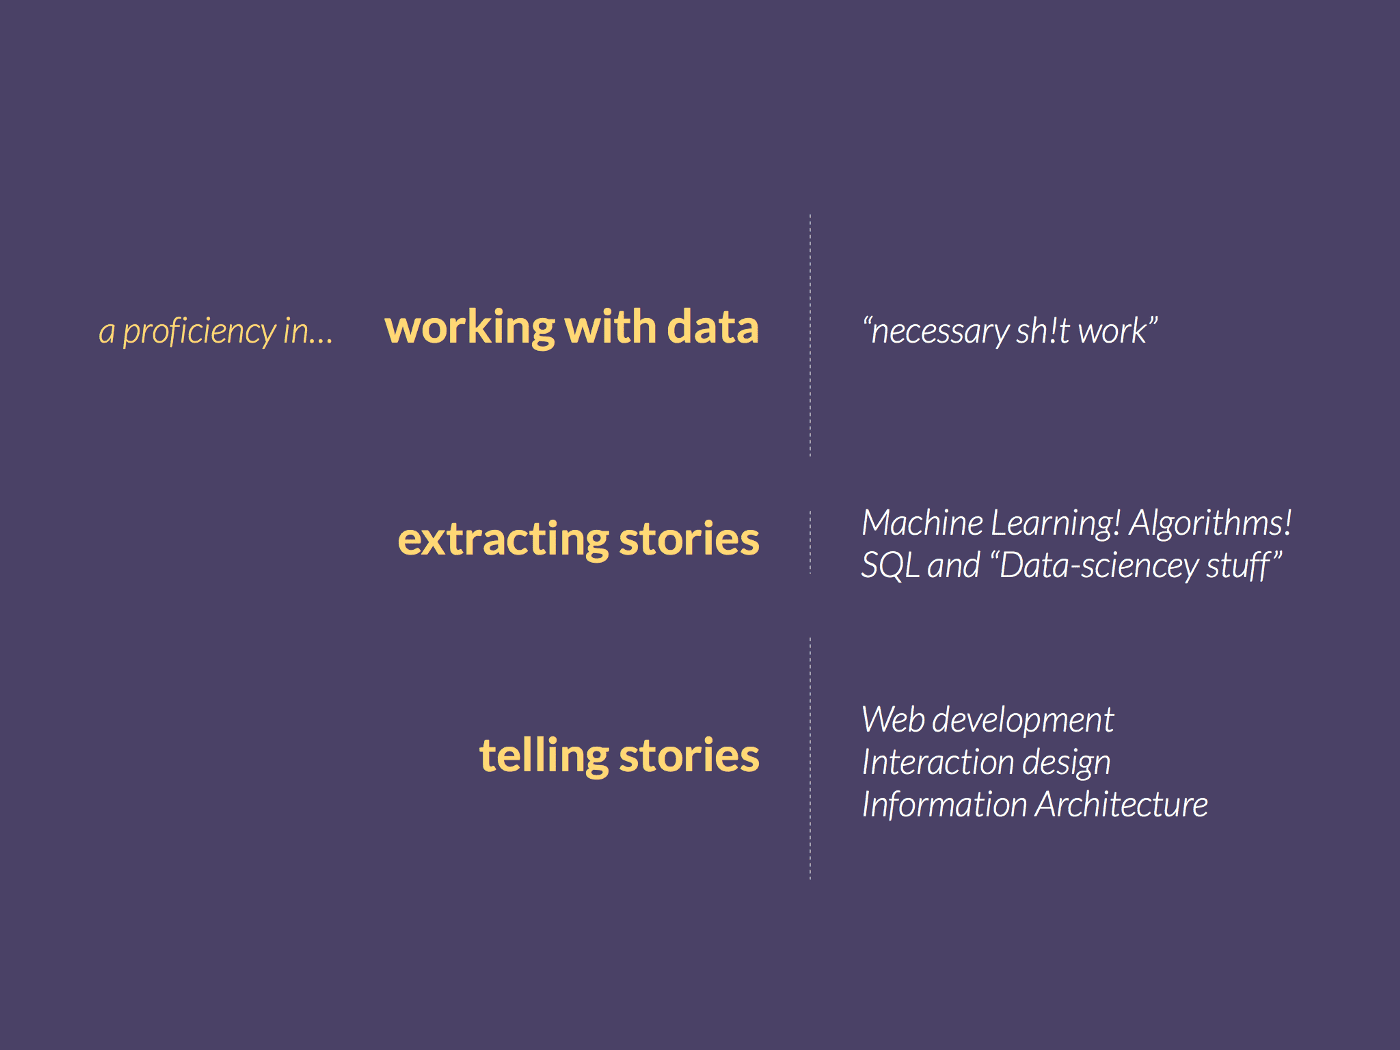 a proficiency in... working with data
“necessary sh!t work”
extracting stories
Machine Learning! Algorithms!
SQL and “Data-sciencey stuff”
telling stories
Web development
Interaction design
Information Architecture